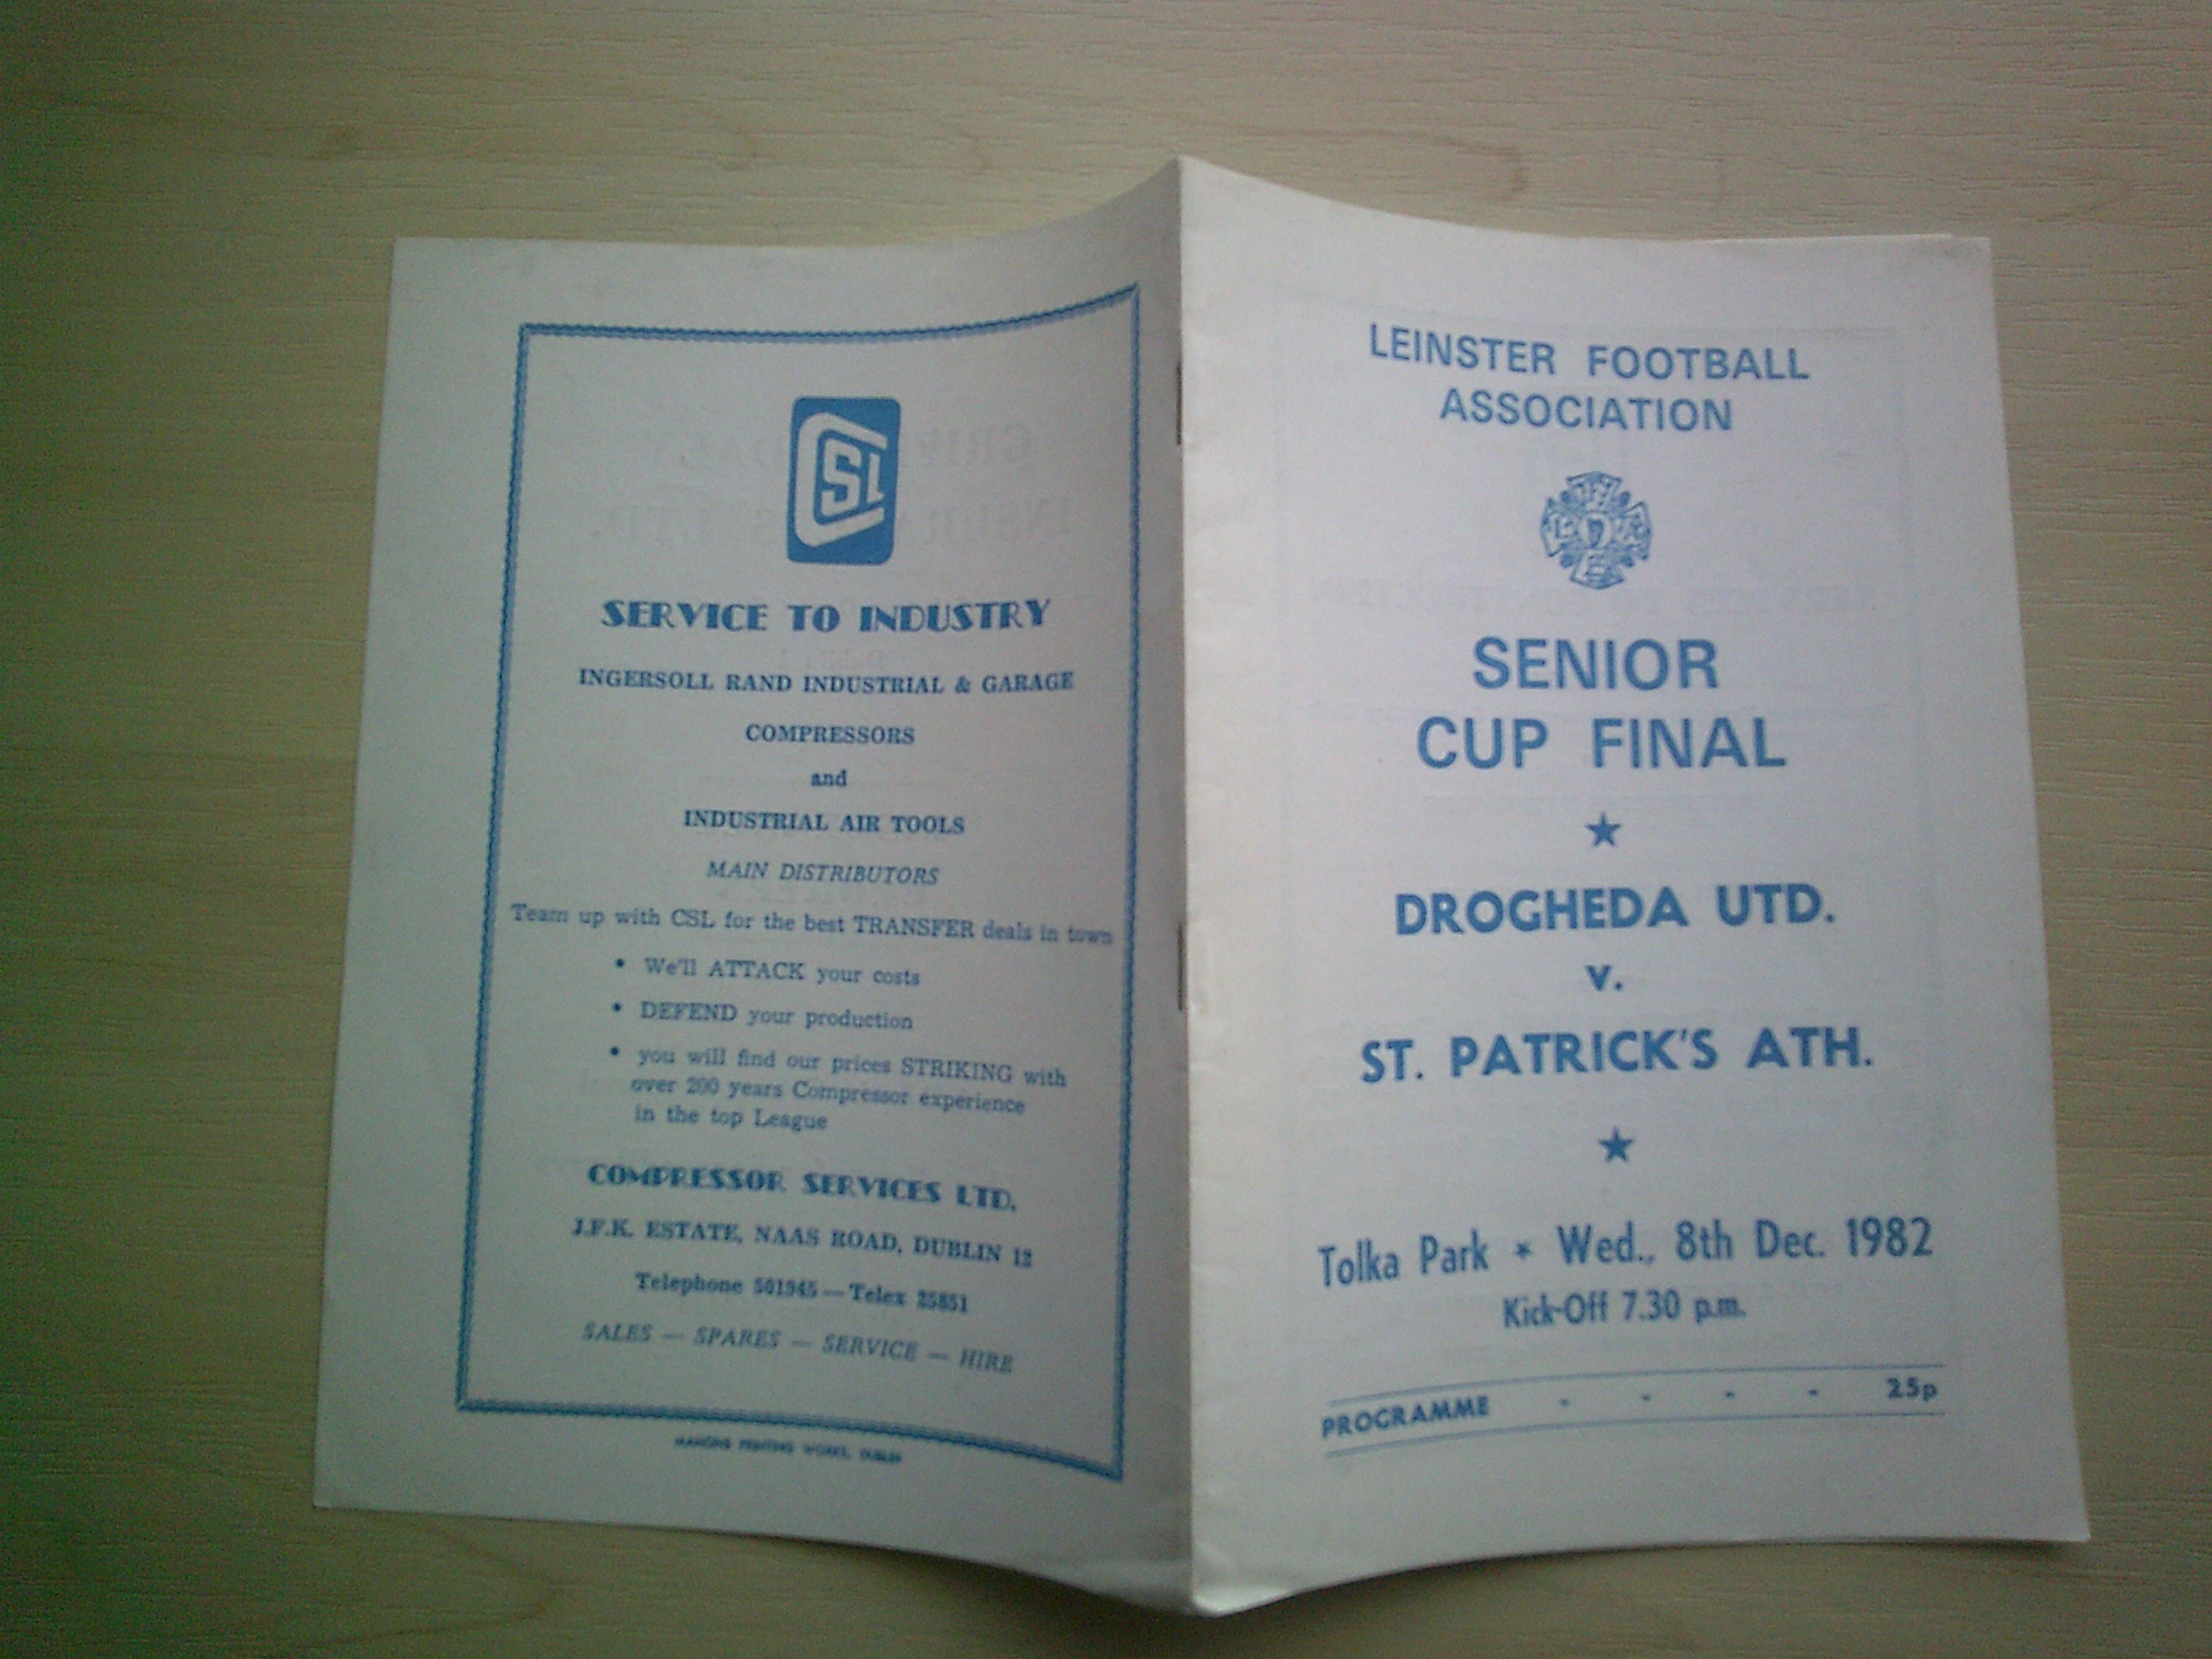 CSL
SERVICE TO INDUSTRY
INGERSOLL RAND INDUSTRIAL & GARAGE
COMPRESSORS
and
INDUSTRIAL AIR TOOLS
MAIN DISTRIBUTORS
Team up with CSL for the best TRANSFER deals in town
• We'll ATTACK your costs
• DEFEND your production
• you will find our prices STRIKING with
over 200 years Compressor experience
in the top League
COMPRESSOR SERVICES LTD.
J.F.K. ESTATE, NAAS ROAD, DUBLIN 12
Telephone 501945 — Telex 25851
SALES — SPARES — SERVICE — HIRE
PRINTING WORKS, DUBLIN
LEINSTER FOOTBALL
ASSOCIATION
SENIOR
CUP FINAL
★
DROGHEDA UTD.
v.
ST. PATRICK'S ATH.
★
Tolka Park ★ Wed., 8th Dec. 1982
Kick-Off 7.30 p.m.
PROGRAMME - - - - 25p